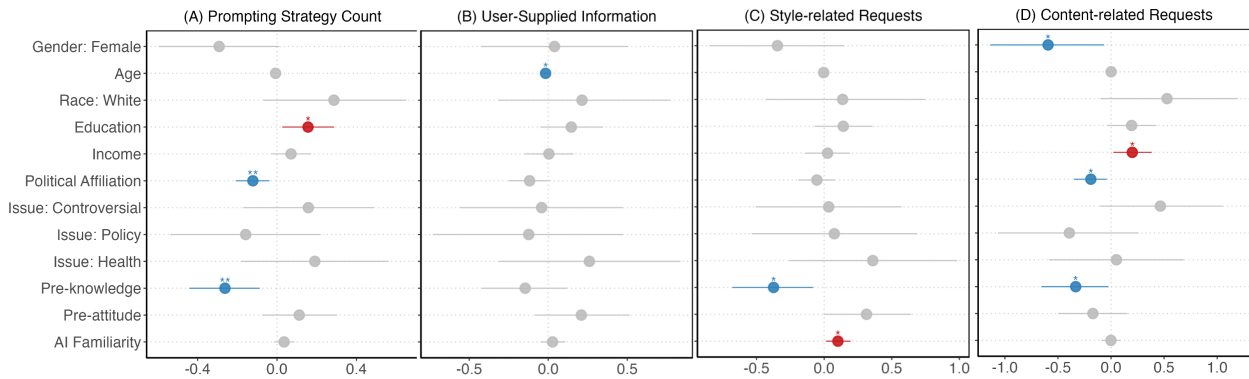 (A) Prompting Strategy Count
(B) User-Supplied Information
(C) Style-related Requests
(D) Content-related Requests
Gender: Female
*
Age
*
Race: White
Education
*
Income
*
Political Affiliation
**
*
Issue: Controversial
Issue: Policy
Issue: Health
Pre-knowledge
**
*
*
Pre-attitude
AI Familiarity
*
-0.4 0.0 0.4
-0.5 0.0 0.5
-0.5 0.0 0.5 1.0
-1.0 -0.5 0.0 0.5 1.0